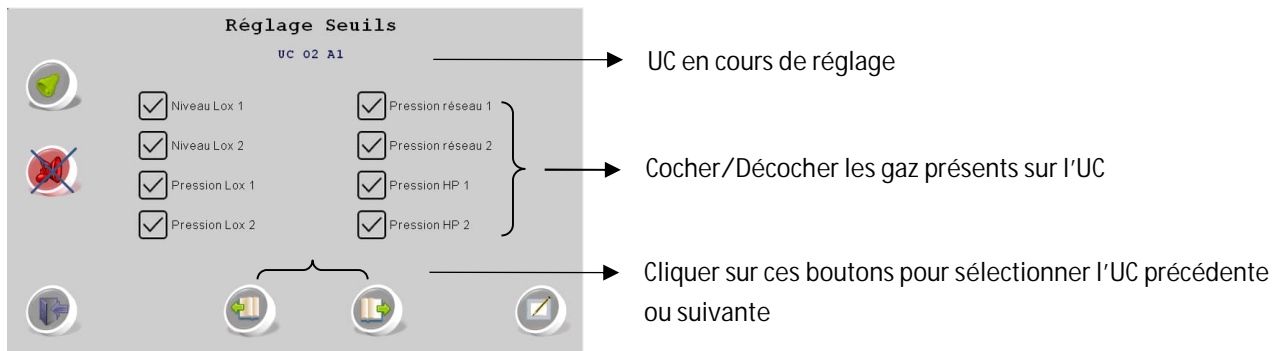 Réglage Seuils
UC 02 A1
UC en cours de réglage
Niveau Lox 1
Pression réseau 1
Niveau Lox 2
Pression réseau 2
Pression Lox 1
Pression HP 1
Pression Lox 2
Pression HP 2
Cocher/Décocher les gaz présents sur l'UC
Cliquer sur ces boutons pour sélectionner l'UC précédente
ou suivante